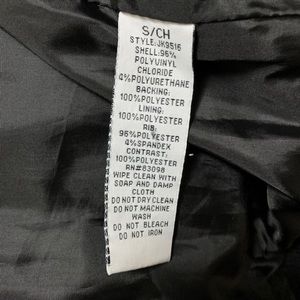 S/CH
STYLE:JK9516
SHELL:96%
POLYVINYL
CHLORIDE
4%POLYURETHANE
BACKING:
100%POLYESTER
LINING:
100%POLYESTER
RIB:
96%POLYESTER
4%SPANDEX
CONTRAST:
100%POLYESTER
RN#83098
WIPE CLEAN WITH
SOAP AND DAMP
CLOTH
DO NOT DRY CLEAN
DO NOT MACHINE
WASH
DO NOT BLEACH
DO NOT IRON